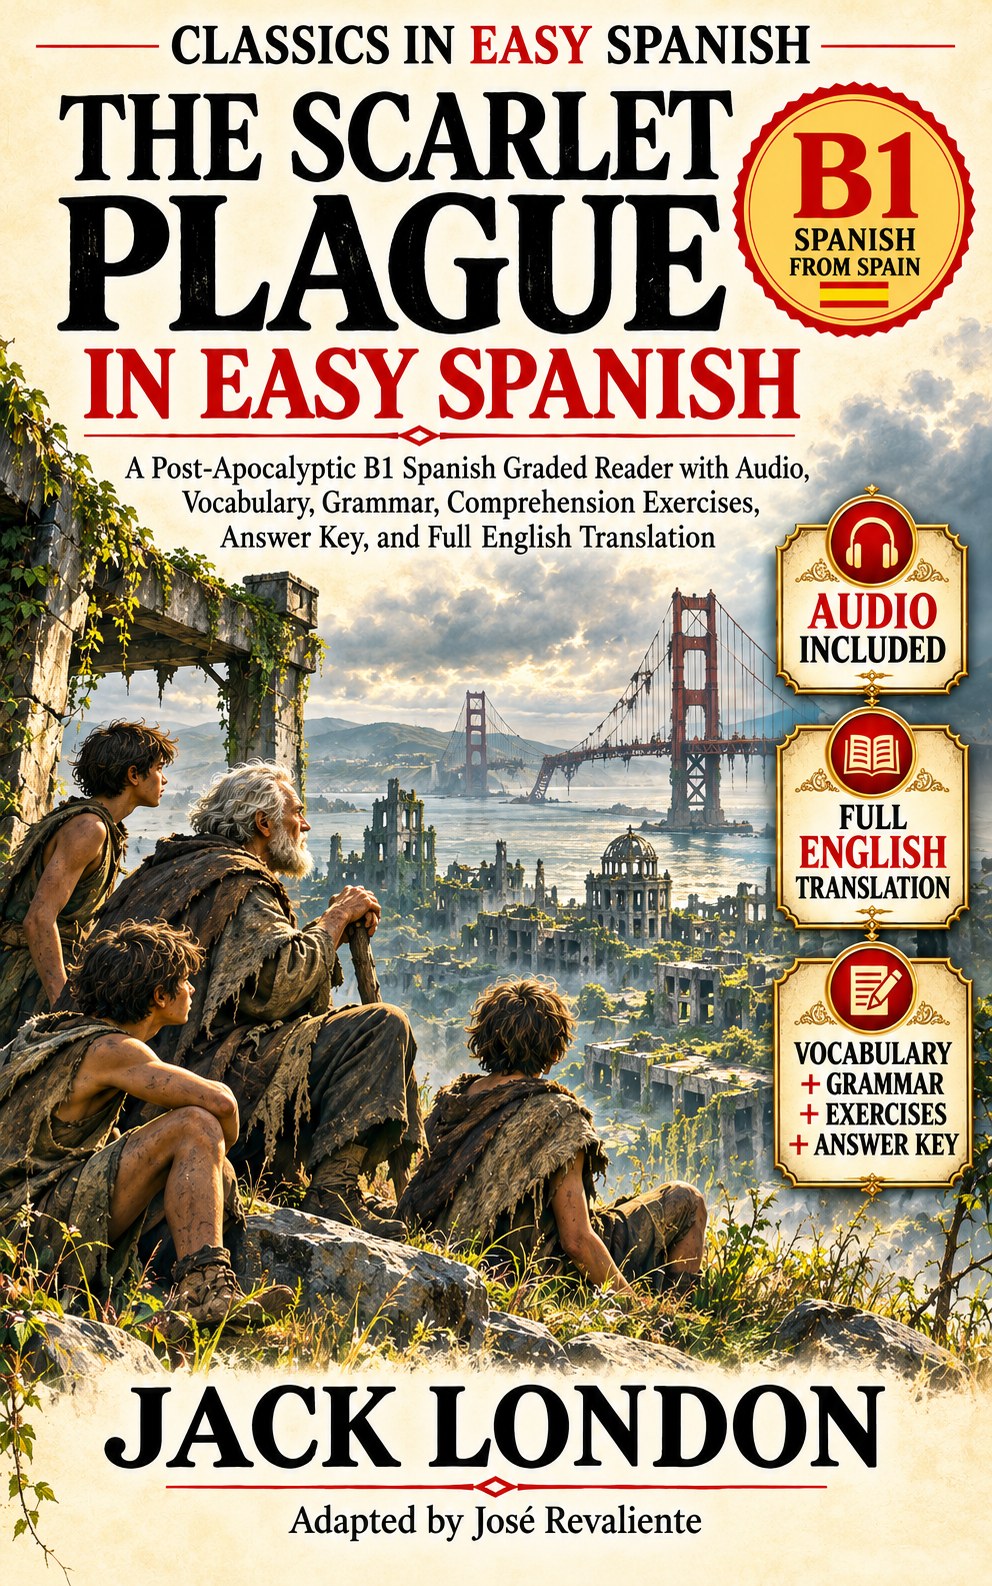 CLASSICS IN EASY SPANISH
THE SCARLET
PLAGUE
IN EASY SPANISH
B1
SPANISH
FROM SPAIN
A Post-Apocalyptic B1 Spanish Graded Reader with Audio,
Vocabulary, Grammar, Comprehension Exercises,
Answer Key, and Full English Translation
AUDIO
INCLUDED
FULL
ENGLISH
TRANSLATION
VOCABULARY
+ GRAMMAR
+ EXERCISES
+ ANSWER KEY
JACK LONDON
Adapted by José Revaliente